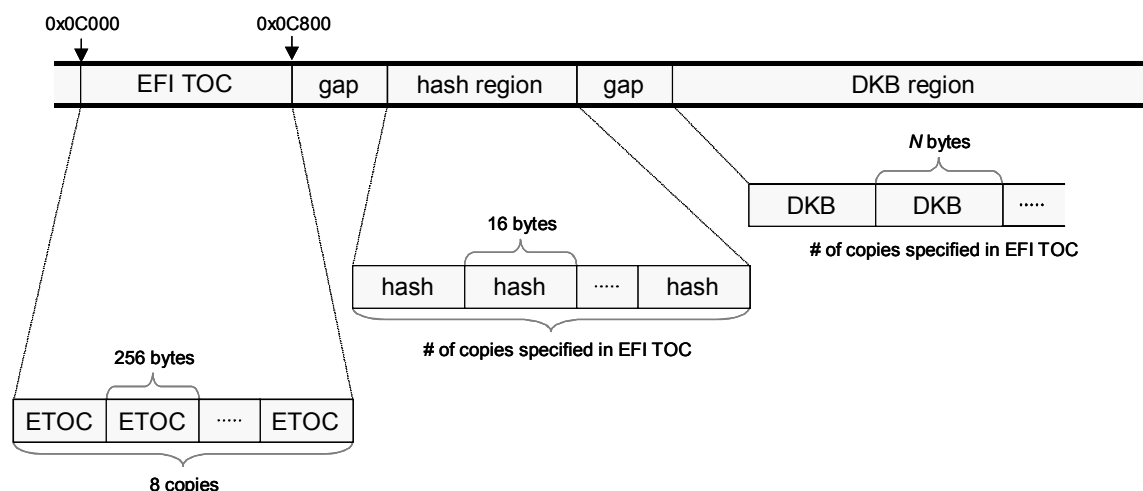 0x0C000 0x0C800
EFI TOC gap hash region gap DKB region
N bytes
DKB DKB .....
# of copies specified in EFI TOC
16 bytes
hash hash ..... hash
# of copies specified in EFI TOC
256 bytes
ETOC ETOC ..... ETOC
8 copies